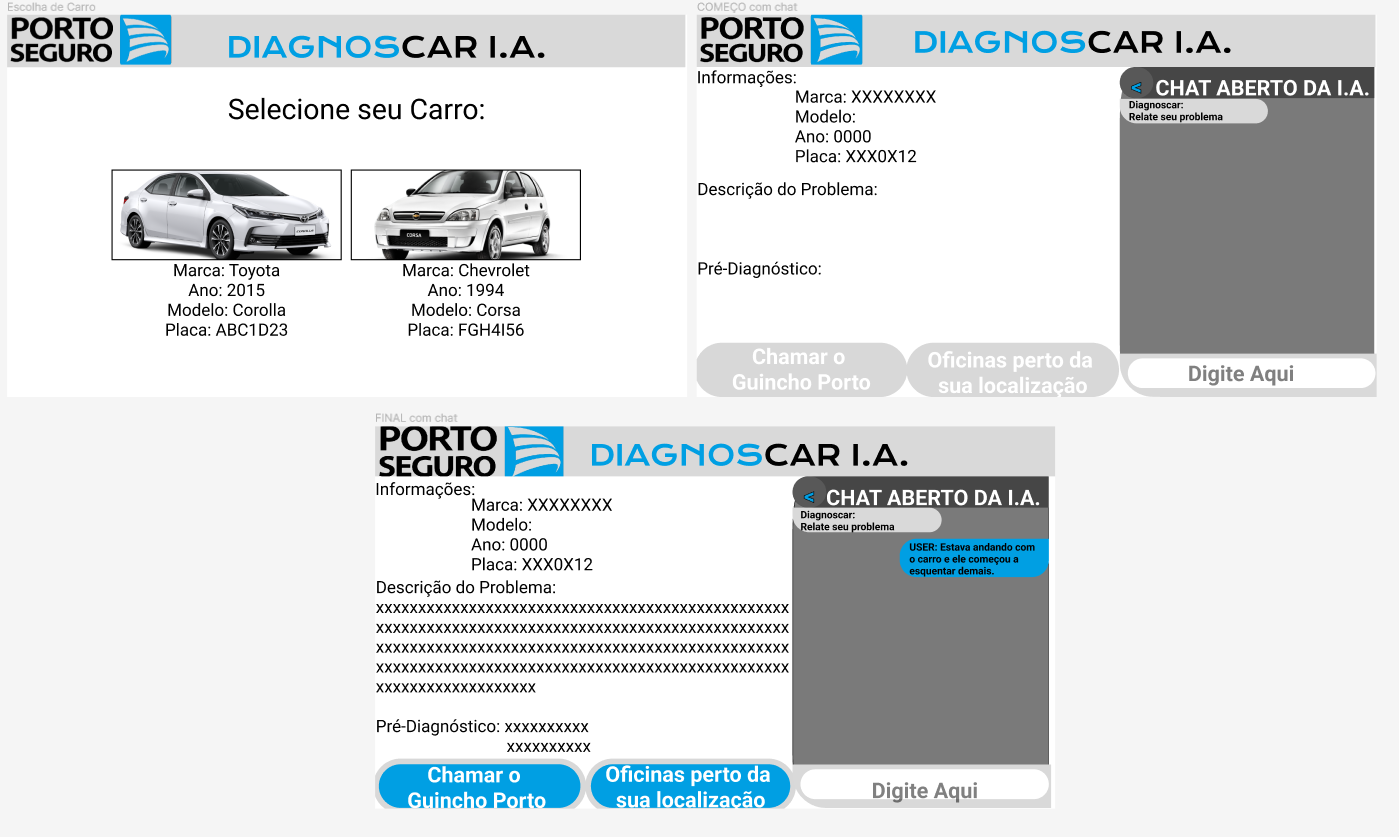 Escolha de Carro
PORTO
SEGURO
DIAGNOSCAR I.A.
Selecione seu Carro:
COROLLA
CORSA
Marca: Toyota
Ano: 2015
Modelo: Corolla
Placa: ABC1D23
Marca: Chevrolet
Ano: 1994
Modelo: Corsa
Placa: FGH4I56
COMEÇO com chat
PORTO
SEGURO
DIAGNOSCAR I.A.
Informações:
Marca: XXXXXXXX
Modelo:
Ano: 0000
Placa: XXX0X12
Descrição do Problema:
Pré-Diagnóstico:
Chamar o
Guincho Porto
Oficinas perto da
sua localização
< CHAT ABERTO DA I.A.
Diagnoscar:
Relate seu problema
Digite Aqui
FINAL com chat
PORTO
SEGURO
DIAGNOSCAR I.A.
Informações:
Marca: XXXXXXXX
Modelo:
Ano: 0000
Placa: XXX0X12
Descrição do Problema:
xxxxxxxxxxxxxxxxxxxxxxxxxxxxxxxxxxxxxxxxxxxxxxxxx
xxxxxxxxxxxxxxxxxxxxxxxxxxxxxxxxxxxxxxxxxxxxxxxxx
xxxxxxxxxxxxxxxxxxxxxxxxxxxxxxxxxxxxxxxxxxxxxxxxx
xxxxxxxxxxxxxxxxxxxxxxxxxxxxxxxxxxxxxxxxxxxxxxxxx
xxxxxxxxxxxxxxxxxxx
Pré-Diagnóstico: xxxxxxxxxx
xxxxxxxxxx
Chamar o
Guincho Porto
Oficinas perto da
sua localização
< CHAT ABERTO DA I.A.
Diagnoscar:
Relate seu problema
USER: Estava andando com
o carro e ele começou a
esquentar demais.
Digite Aqui